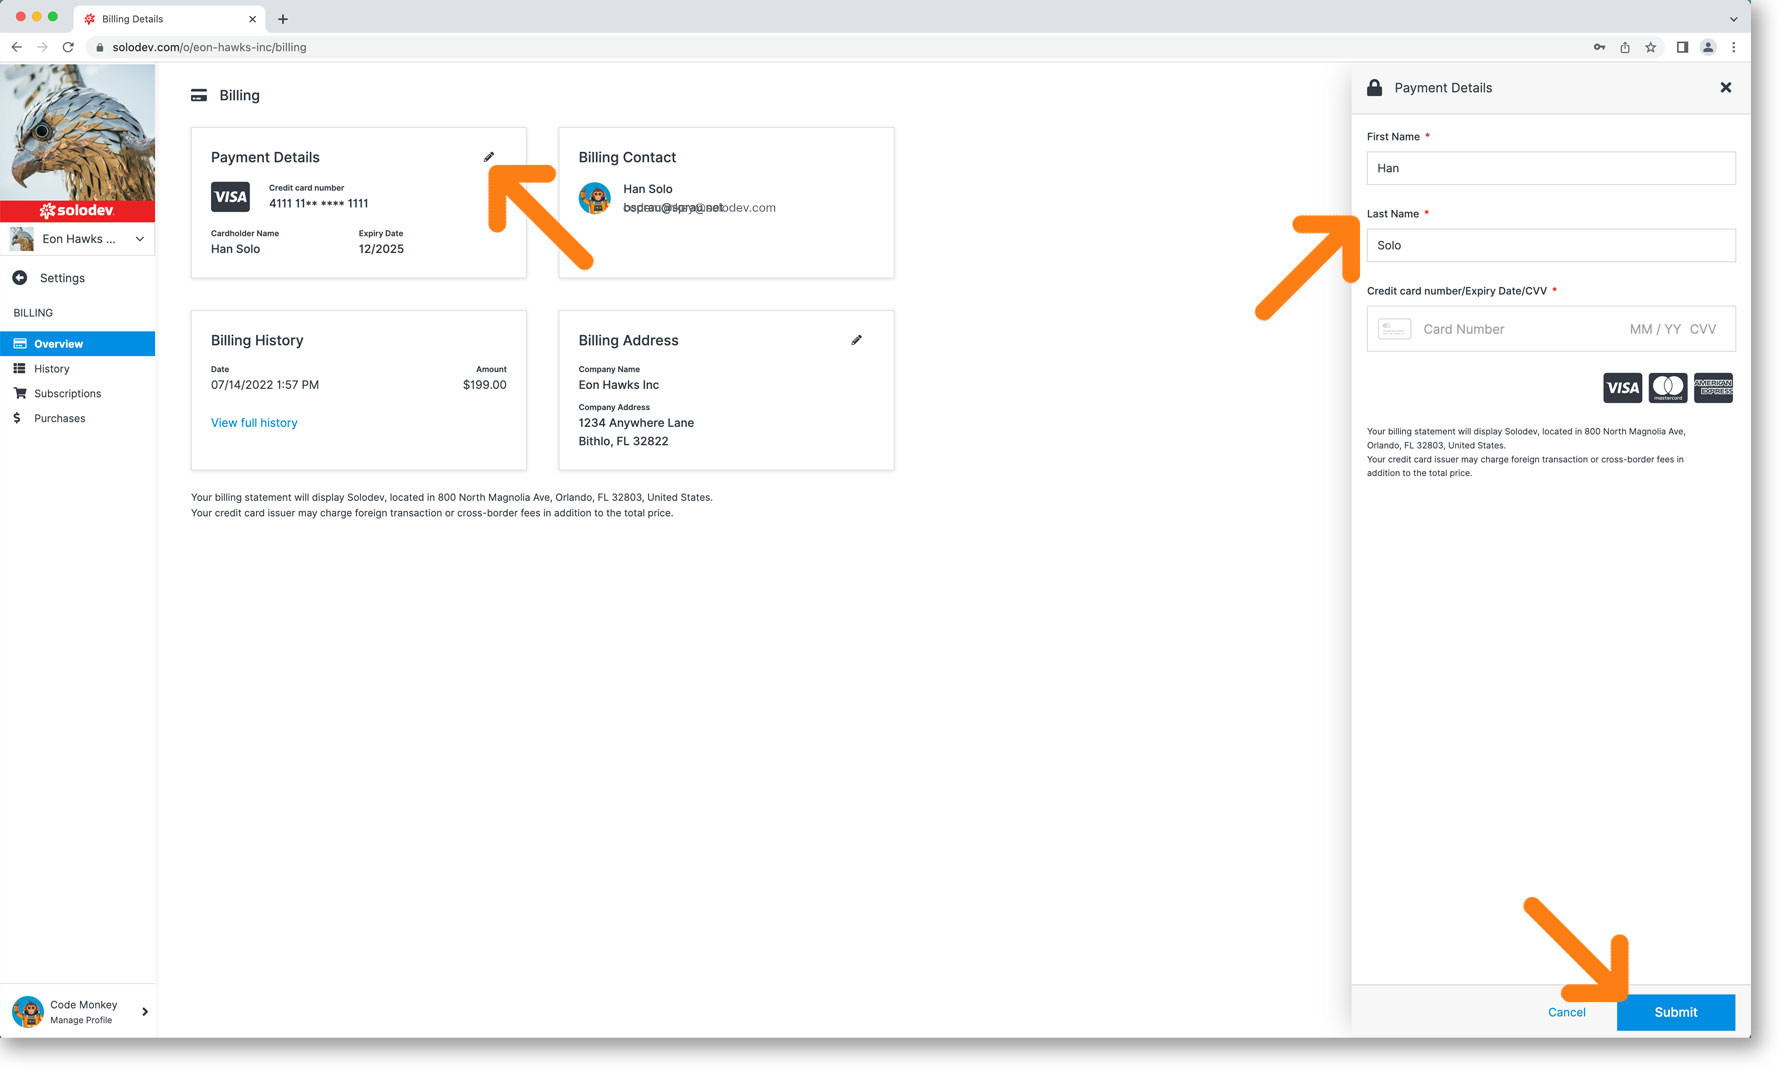 Billing Details
solodev.com/o/eon-hawks-inc/billing
solodev
Eon Hawks ...
Settings
BILLING
Overview
History
Subscriptions
Purchases
Code Monkey
Manage Profile
Billing
Payment Details
VISA
Credit card number
4111 11** **** 1111
Cardholder Name
Expiry Date
Han Solo
12/2025
Billing Contact
Han Solo
Billing History
Date
Amount
07/14/2022 1:57 PM
$199.00
View full history
Billing Address
Company Name
Eon Hawks Inc
Company Address
1234 Anywhere Lane
Bithlo, FL 32822
Your billing statement will display Solodev, located in 800 North Magnolia Ave, Orlando, FL 32803, United States.
Your credit card issuer may charge foreign transaction or cross-border fees in addition to the total price.
Payment Details
First Name *
Han
Last Name *
Solo
Credit card number/Expiry Date/CVV *
Card Number
MM / YY CVV
VISA
mastercard
AMERICAN
EXPRESS
Your billing statement will display Solodev, located in 800 North Magnolia Ave,
Orlando, FL 32803, United States.
Your credit card issuer may charge foreign transaction or cross-border fees in
addition to the total price.
Cancel
Submit